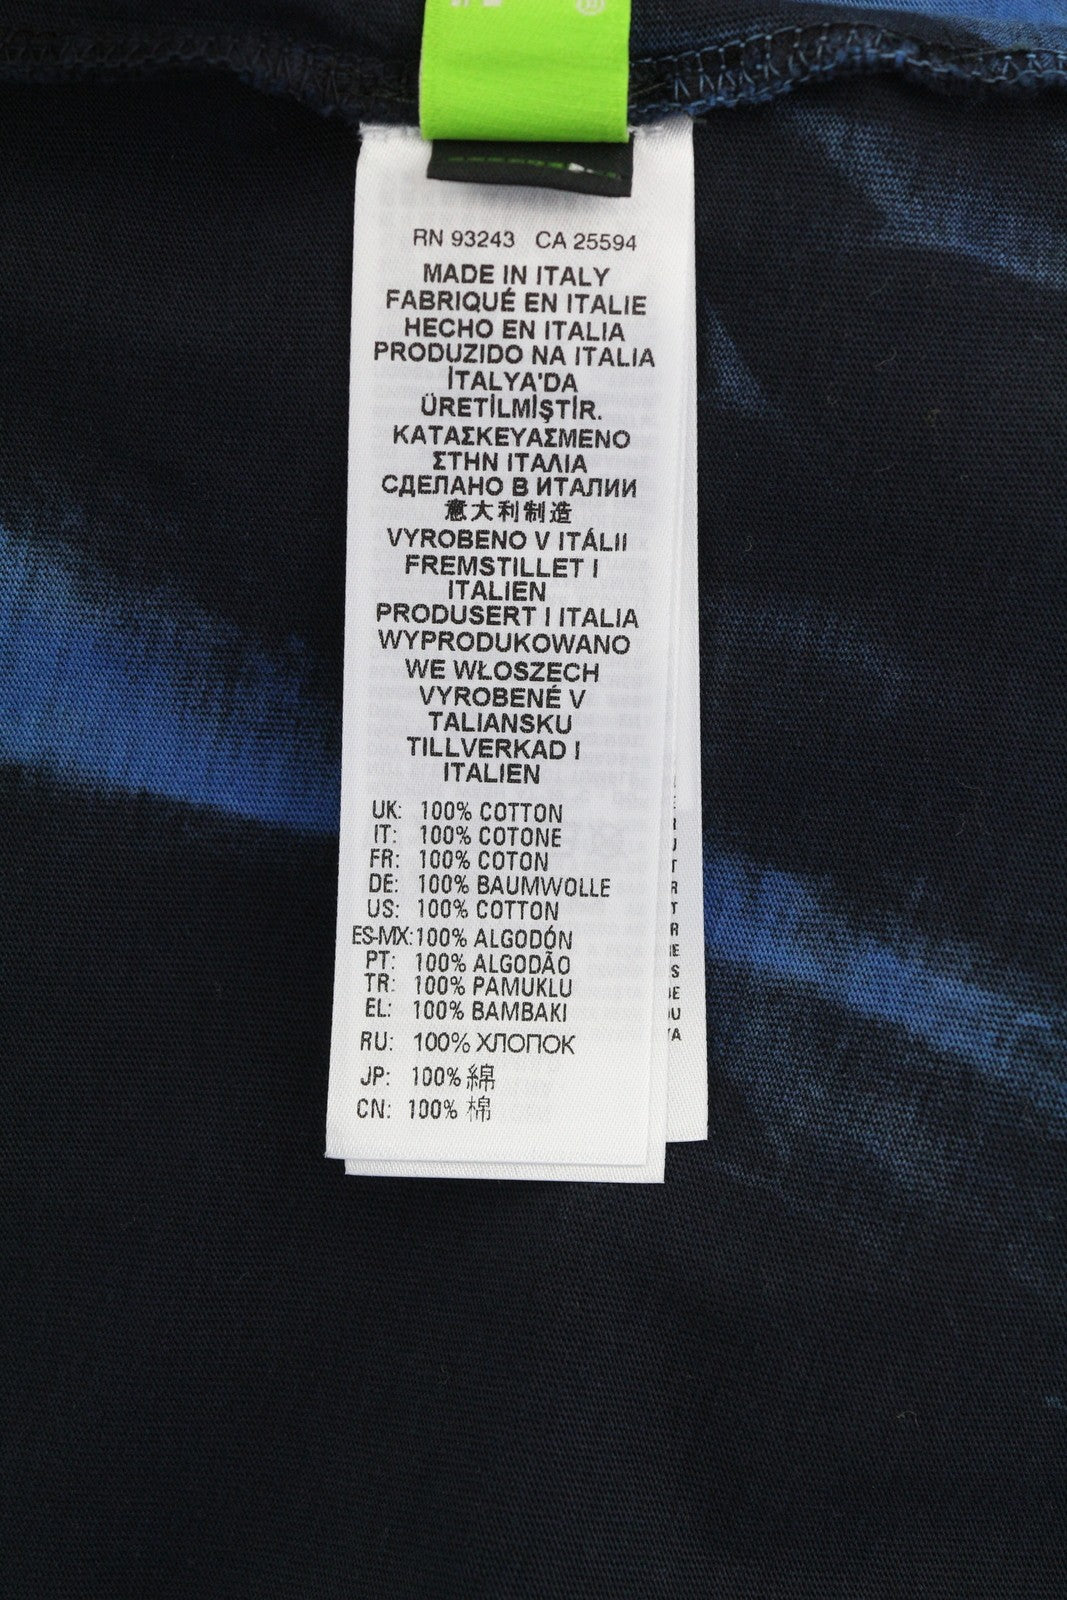 RN 93243 CA 25594
MADE IN ITALY
FABRIQUÉ EN ITALIE
HECHO EN ITALIA
PRODUZIDO NA ITALIA
İTALYA'DA
ÜRETİLMİŞTİR.
ΚΑΤΑΣΚΕΥΑΣΜΕΝΟ
ΣΤΗΝ ΙΤΑΛΙΑ
СДЕЛАНО В ИТАЛИИ
意大利制造
VYROBENO V ITÁLII
FREMSTILLET I
ITALIEN
PRODUSERT I ITALIA
WYPRODUKOWANO
WE WŁOSZECH
VYROBENÉ V
TALIANSKU
TILLVERKAD I
ITALIEN
UK: 100% COTTON
IT: 100% COTONE
FR: 100% COTON
DE: 100% BAUMWOLLE
US: 100% COTTON
ES-MX: 100% ALGODÓN
PT: 100% ALGODÃO
TR: 100% PAMUKLU
EL: 100% ΒΑΜΒΑΚΙ
RU: 100% ХЛОПОК
JP: 100% 綿
CN: 100% 棉